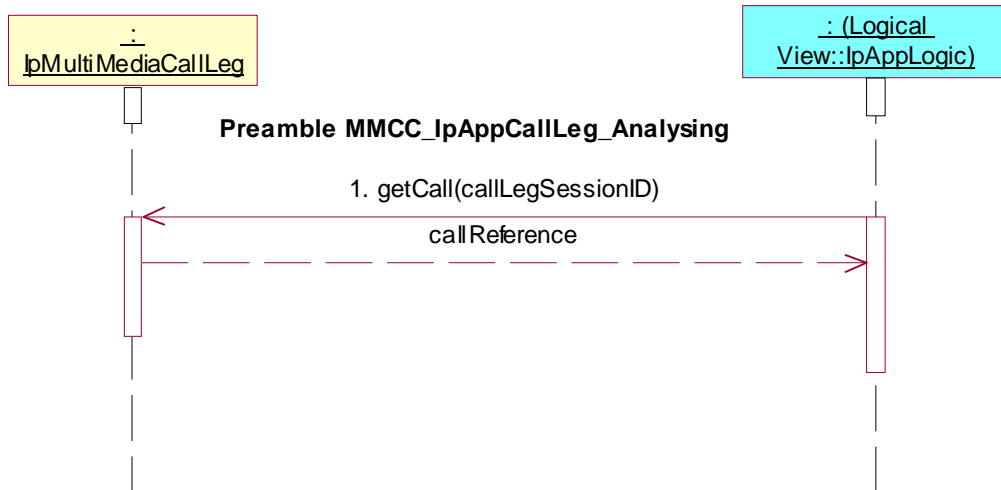 :
IpMultiMediaCallLeg
: (Logical
View::IpAppLogic)
Preamble MMCC_IpAppCallLeg_Analysing
1. getCall(callLegSessionID)
callReference